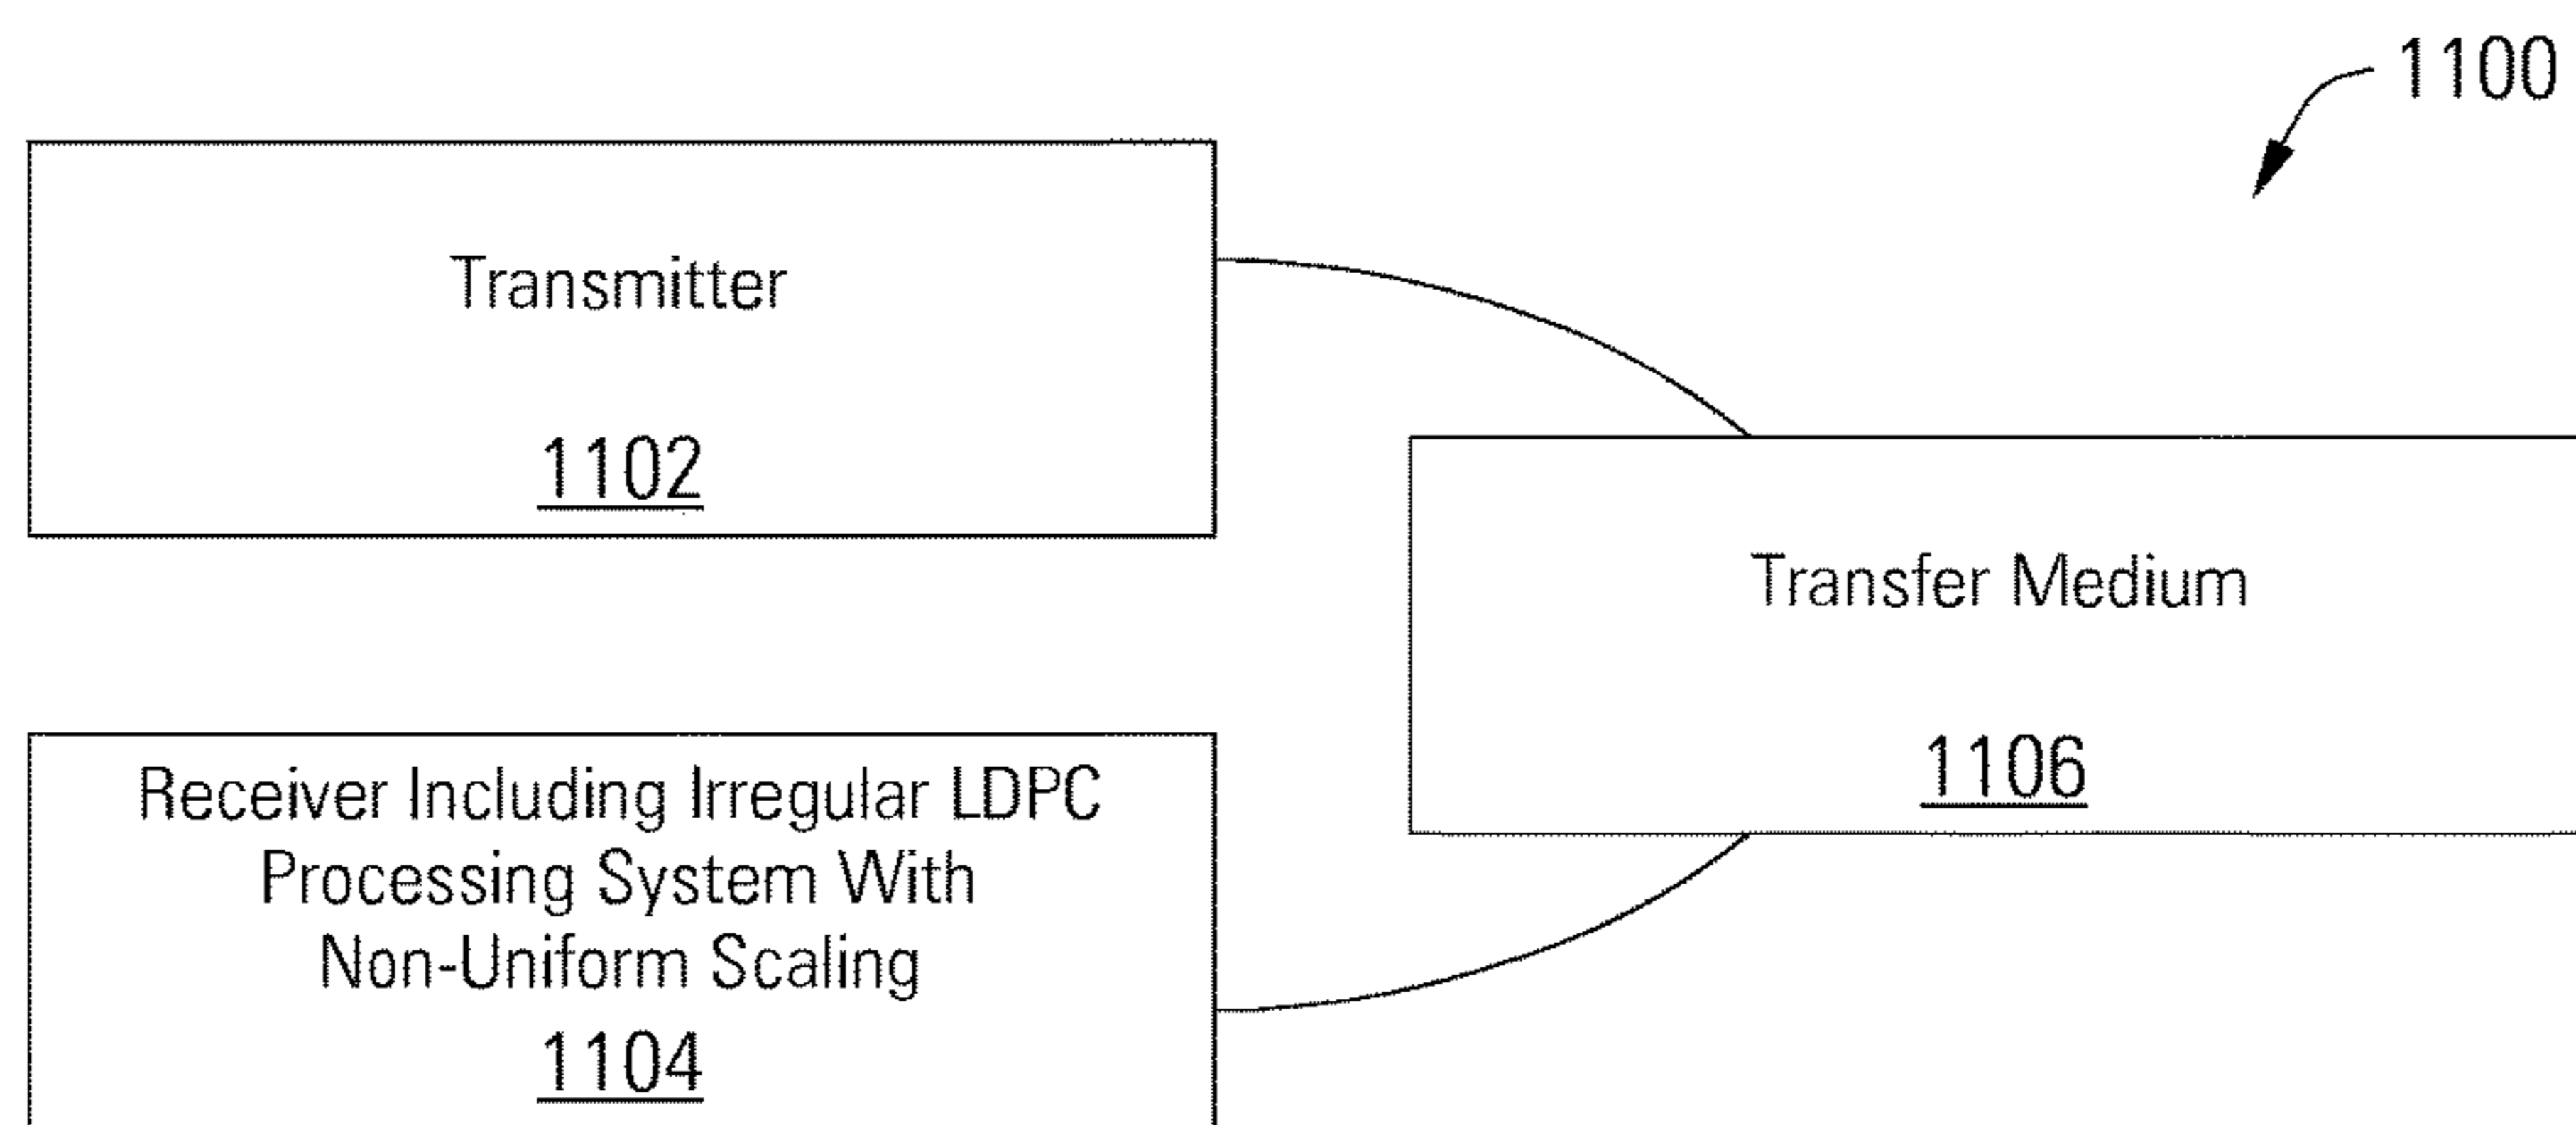 1100
Transmitter
1102
Transfer Medium
1106
Receiver Including Irregular LDPC
Processing System With
Non-Uniform Scaling
1104